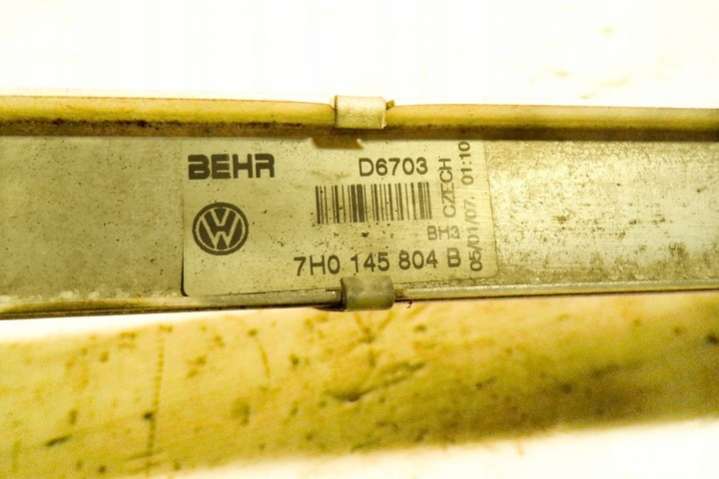 BEHR D6703
BH3 CZECH
7H0 145 804 B
05/01/07. 01:10